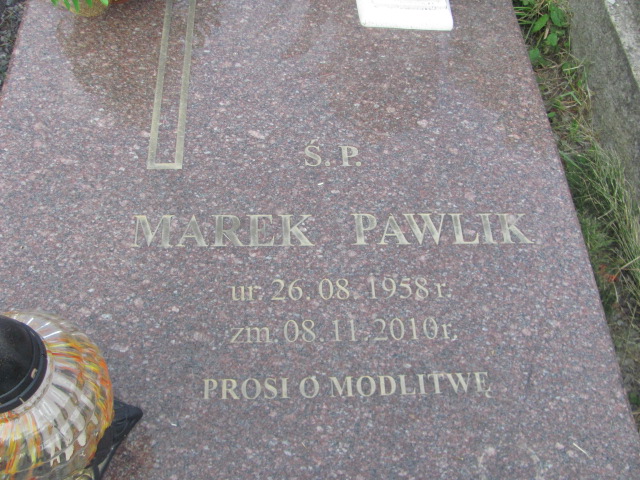 Ś. P.
MAREK PAWLIK
ur. 26. 08. 1958 r.
zm. 08. 11. 2010 r.
PROSI O MODLITWĘ